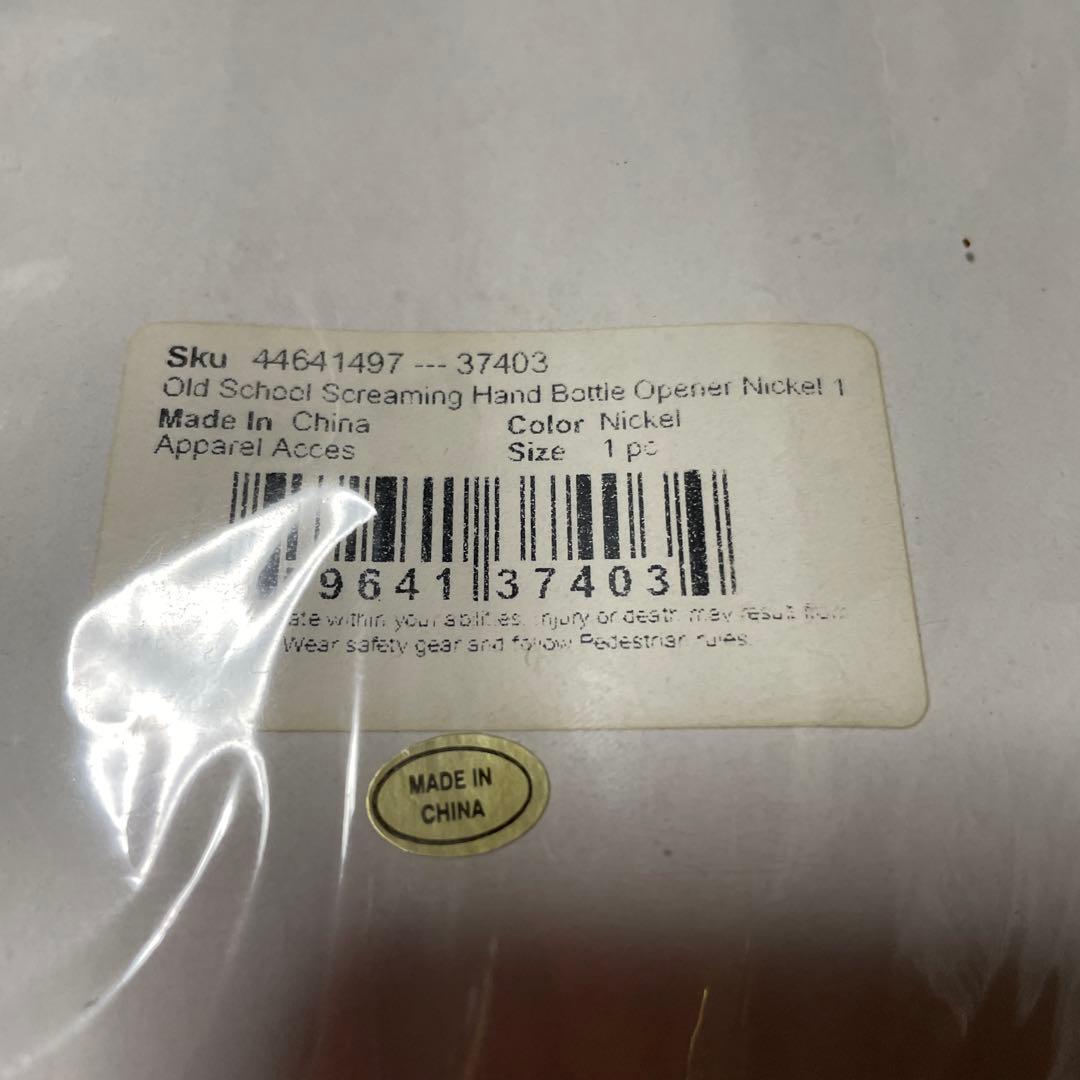 Sku 44641497 --- 37403
Old School Screaming Hand Bottle Opener Nickel 1
Made In China
Color Nickel
Apparel Acces
Size 1 pc
9641 37403
within your abilities. Injury or death may result from
Wear safety gear and follow Pedestrian rules.
MADE IN
CHINA